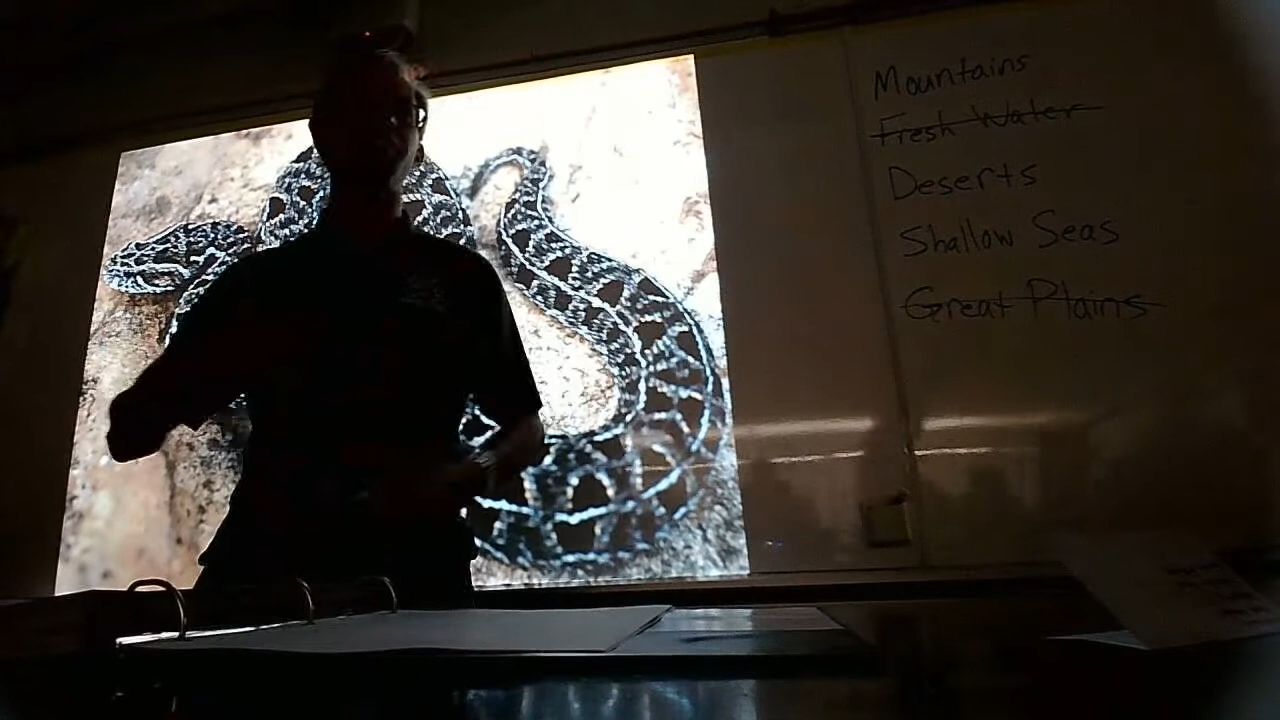 Mountains
Fresh Water
Deserts
Shallow Seas
Great Plains